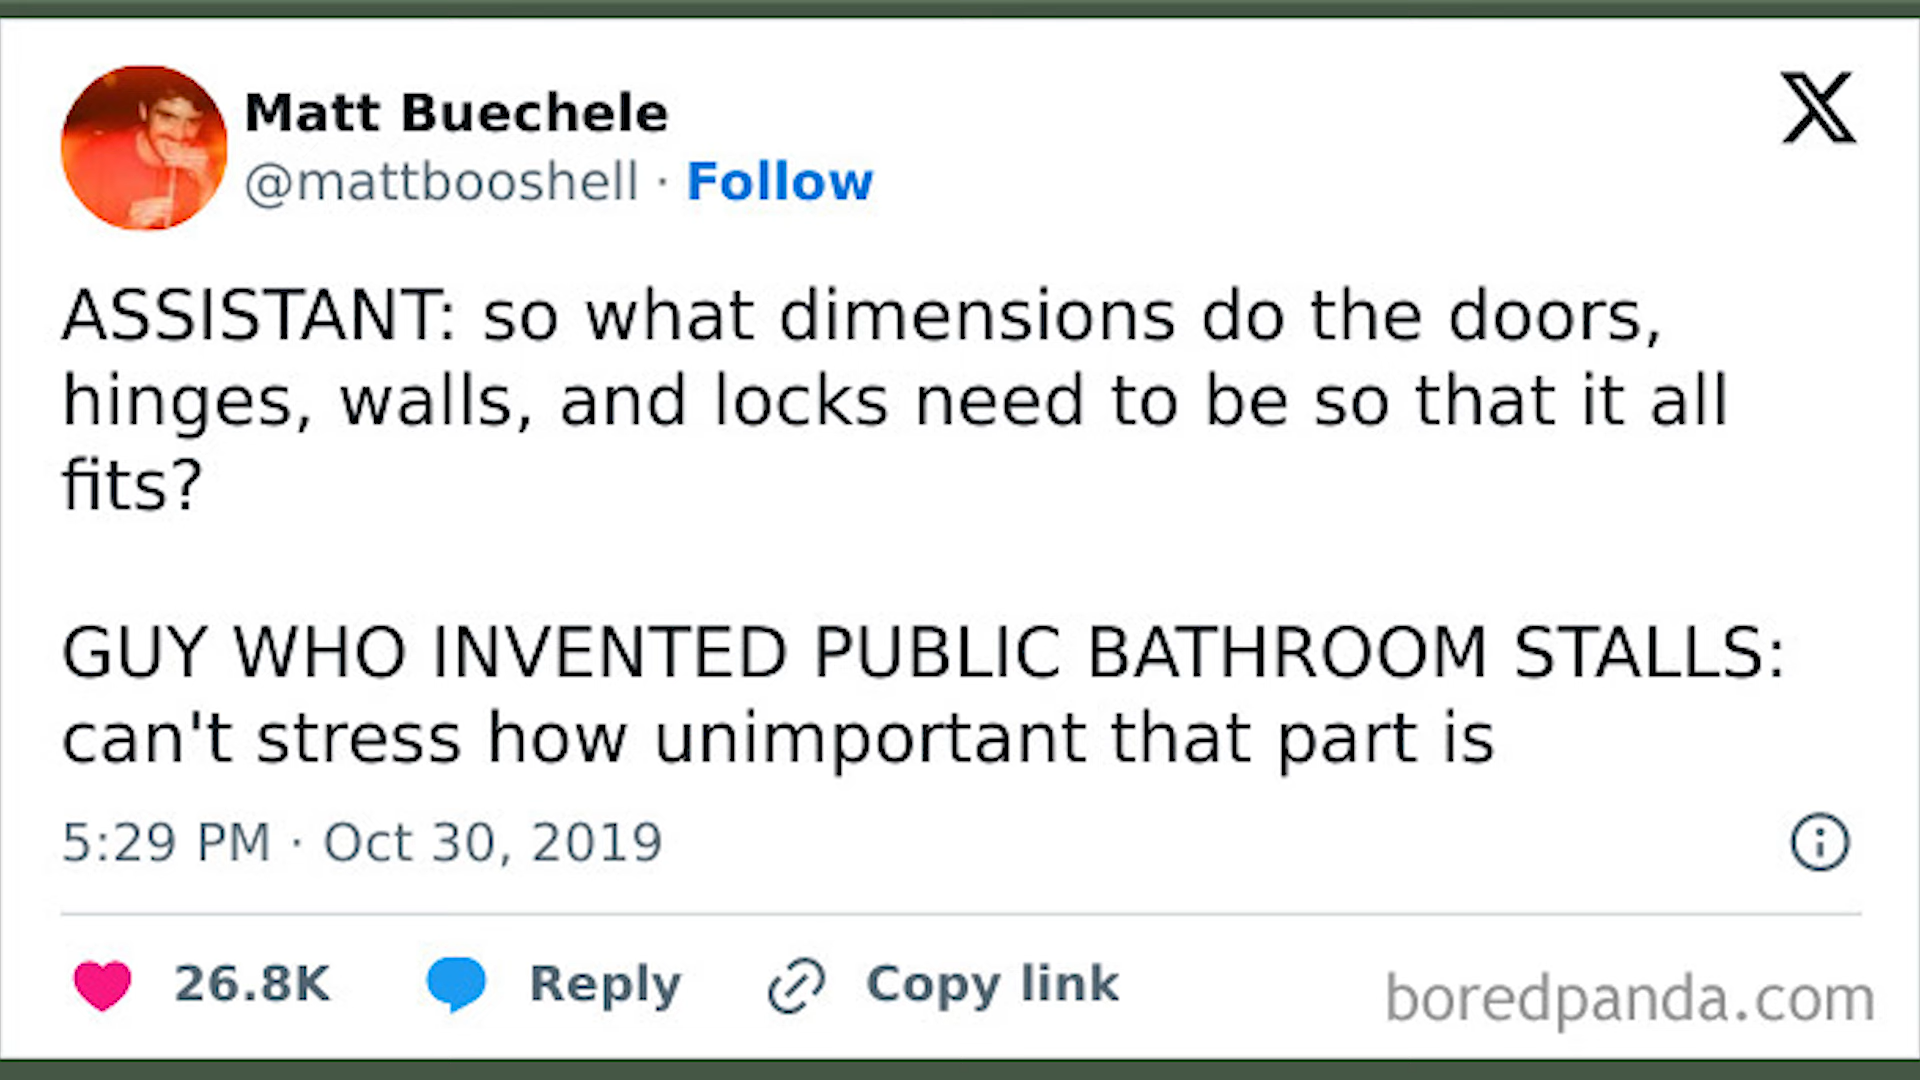 Matt Buechele
@mattbooshell · Follow
ASSISTANT: so what dimensions do the doors,
hinges, walls, and locks need to be so that it all
fits?
GUY WHO INVENTED PUBLIC BATHROOM STALLS:
can't stress how unimportant that part is
5:29 PM · Oct 30, 2019
26.8K Reply Copy link
boredpanda.com